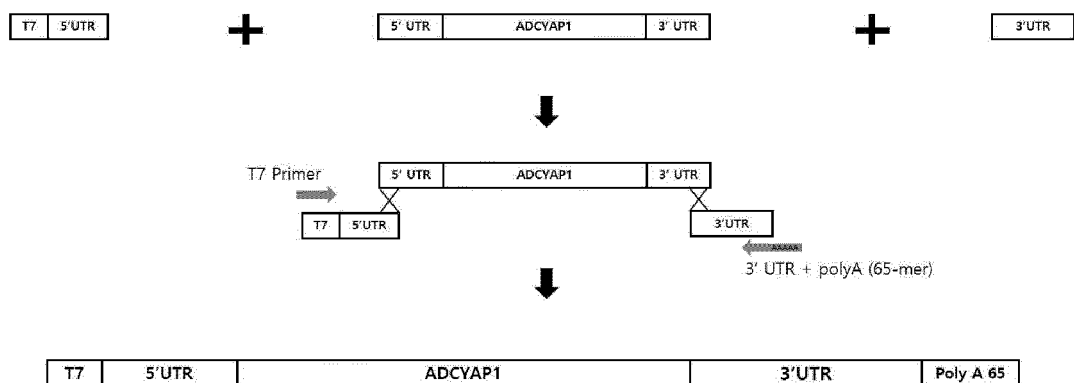 T7 5'UTR 5' UTR ADCYAP1 3' UTR 3'UTR
5' UTR ADCYAP1 3' UTR
T7 Primer
T7 5'UTR 3'UTR
AAAAA
3' UTR + polyA (65-mer)
T7 5'UTR ADCYAP1 3'UTR Poly A 65